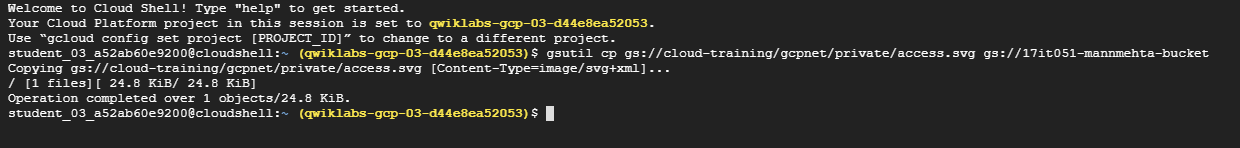 Welcome to Cloud Shell! Type "help" to get started.
Your Cloud Platform project in this session is set to qwiklabs-gcp-03-d44e8ea52053.
Use “gcloud config set project [PROJECT_ID]” to change to a different project.
student_03_a52ab60e9200@cloudshell:~ (qwiklabs-gcp-03-d44e8ea52053)$ gsutil cp gs://cloud-training/gcpnet/private/access.svg gs://17it051-mannmehta-bucket
Copying gs://cloud-training/gcpnet/private/access.svg [Content-Type=image/svg+xml]...
/ [1 files][ 24.8 KiB/ 24.8 KiB]
Operation completed over 1 objects/24.8 KiB.
student_03_a52ab60e9200@cloudshell:~ (qwiklabs-gcp-03-d44e8ea52053)$